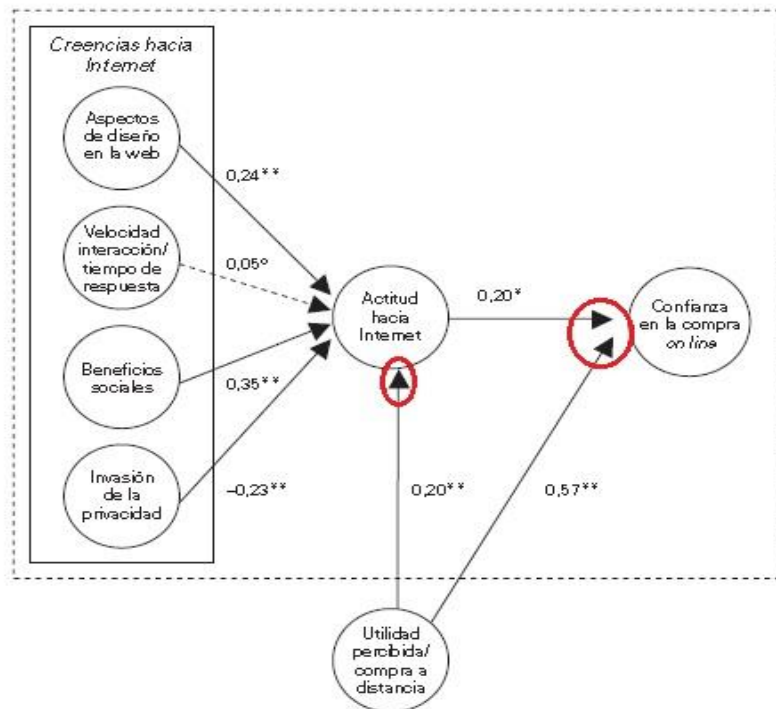 Creencias hacia
Internet
Aspectos
de diseño
en la web
0,24**
Velocidad
interacción/
tiempo de
respuesta
0,05º
Actitud
hacia
Internet
0,20*
Confianza
en la compra
on line
Beneficios
sociales
0,35**
Invasión
de la
privacidad
–0,23**
0,20**
0,57**
Utilidad
percibida/
compra a
distancia